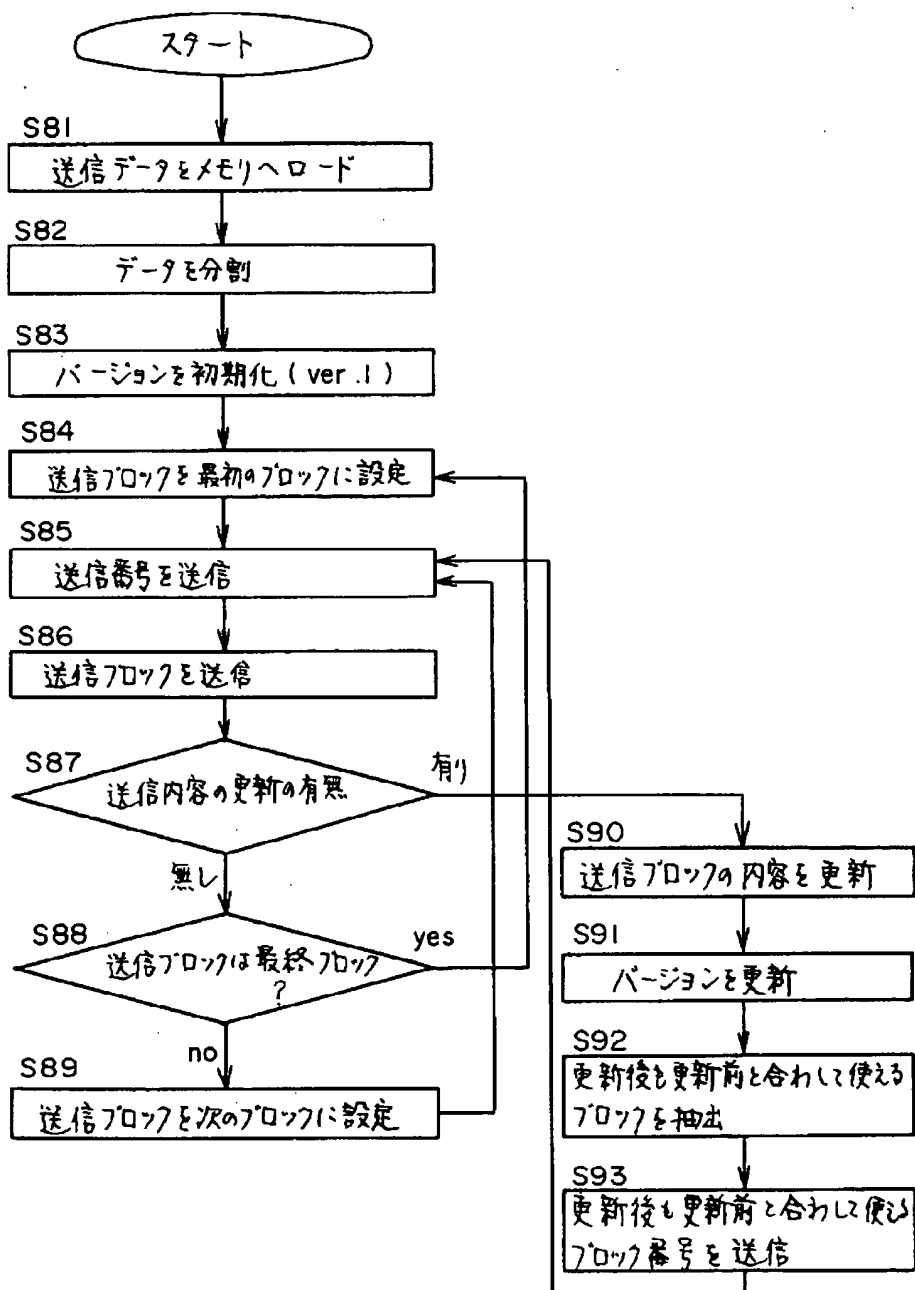 スタート
S81
送信データをメモリへロード
S82
データを分割
S83
バージョンを初期化(ver.1)
S84
送信ブロックを最初のブロックに設定
S85
送信番号を送信
S86
送信ブロックを送信
S87
送信内容の更新の有無
有り
無し
S88
送信ブロックは最終ブロック
?
yes
no
S89
送信ブロックを次のブロックに設定
S90
送信ブロックの内容を更新
S91
バージョンを更新
S92
更新後も更新前と合わして使える
ブロックを抽出
S93
更新後も更新前と合わして使える
ブロック番号を送信